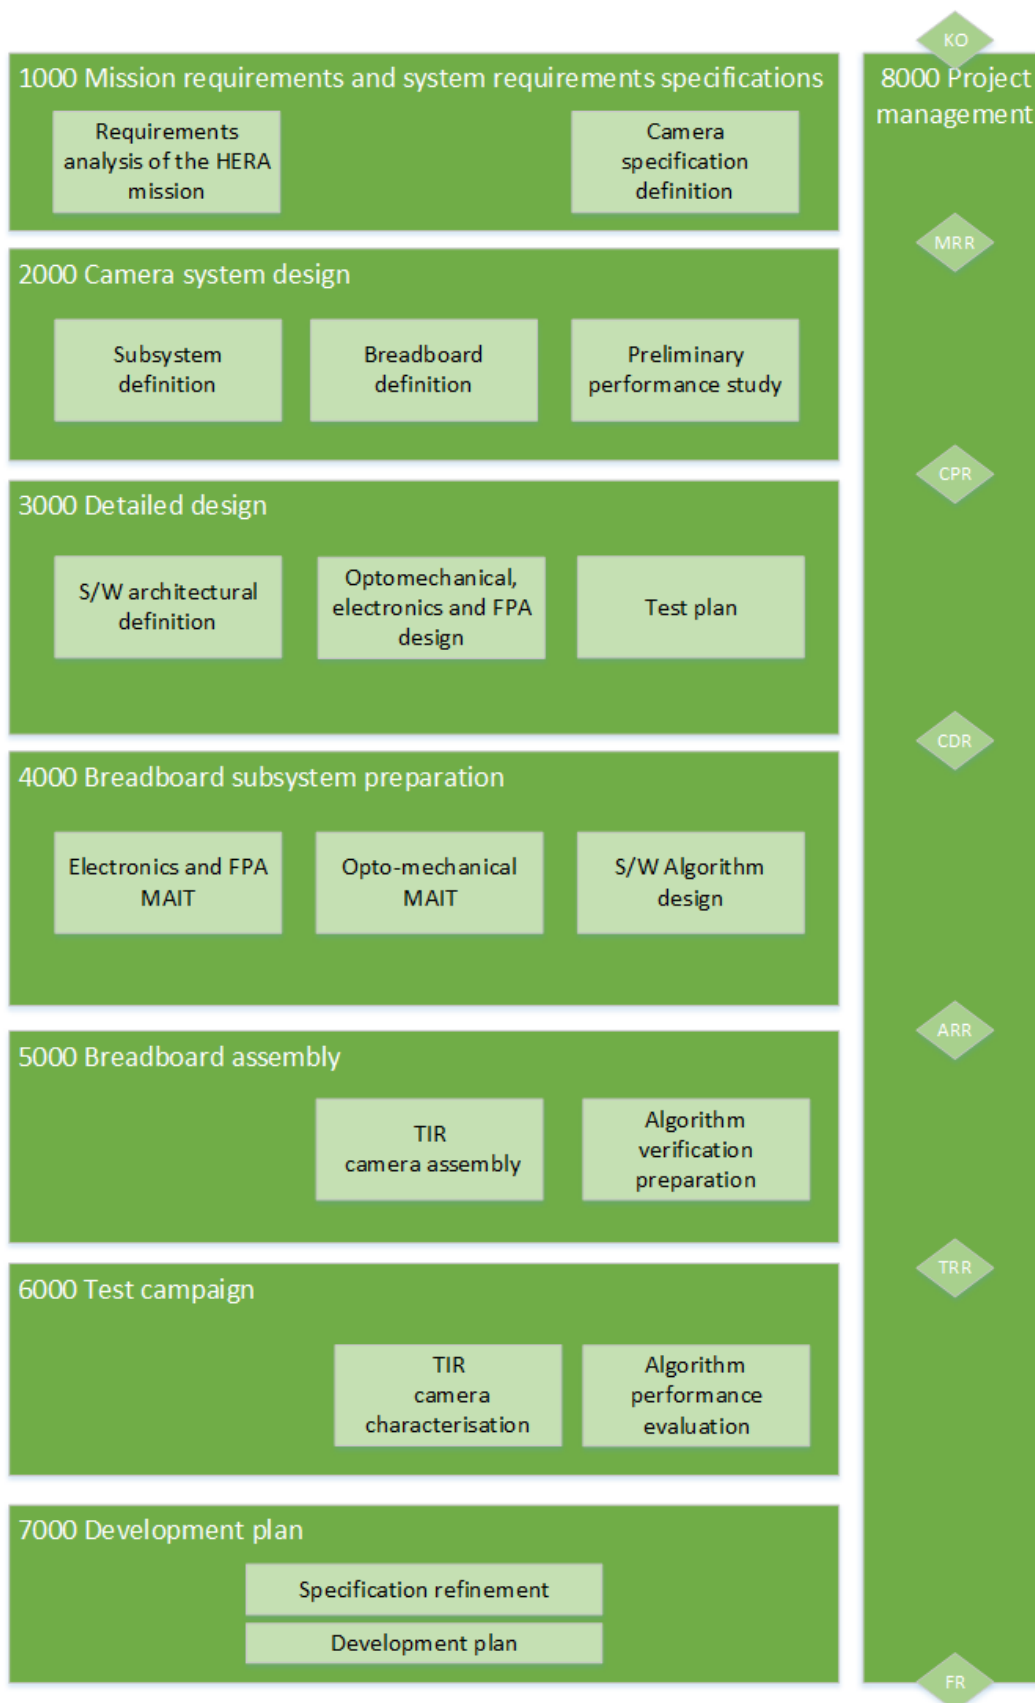 KO
1000 Mission requirements and system requirements specifications
Requirements
analysis of the HERA
mission
Camera
specification
definition
8000 Project
management
MRR
2000 Camera system design
Subsystem
definition
Breadboard
definition
Preliminary
performance study
CPR
3000 Detailed design
S/W architectural
definition
Optomechanical,
electronics and FPA
design
Test plan
CDR
4000 Breadboard subsystem preparation
Electronics and FPA
MAIT
Opto-mechanical
MAIT
S/W Algorithm
design
ARR
5000 Breadboard assembly
TIR
camera assembly
Algorithm
verification
preparation
TRR
6000 Test campaign
TIR
camera
characterisation
Algorithm
performance
evaluation
7000 Development plan
Specification refinement
Development plan
FR